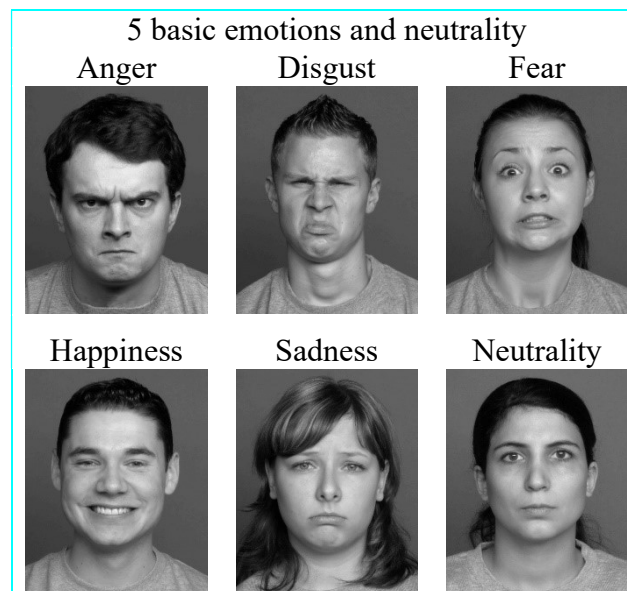 5 basic emotions and neutrality
Anger Disgust Fear
Happiness Sadness Neutrality